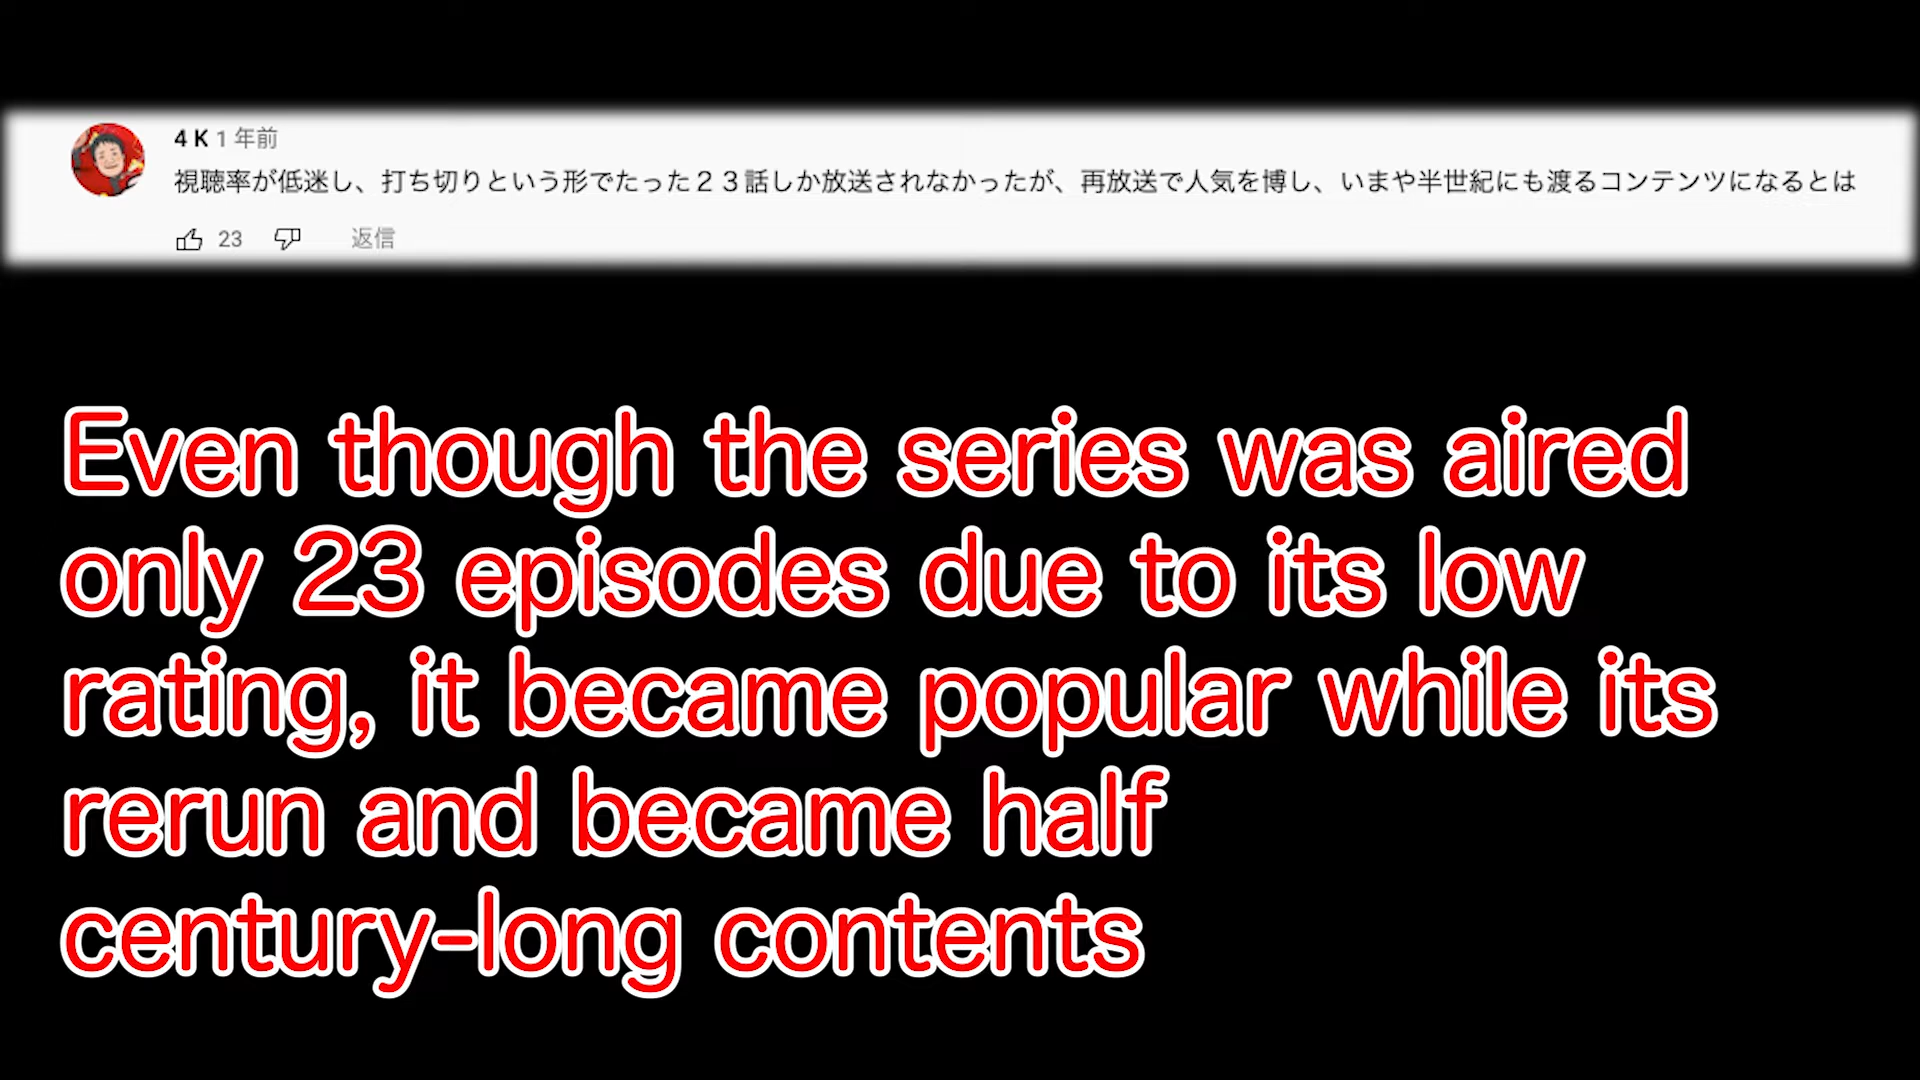 4 K 1 年前
視聴率が低迷し、打ち切りという形でたった２３話しか放送されなかったが、再放送で人気を博し、いまや半世紀にも渡るコンテンツになるとは
23 返信
Even though the series was aired
only 23 episodes due to its low
rating, it became popular while its
rerun and became half
century-long contents